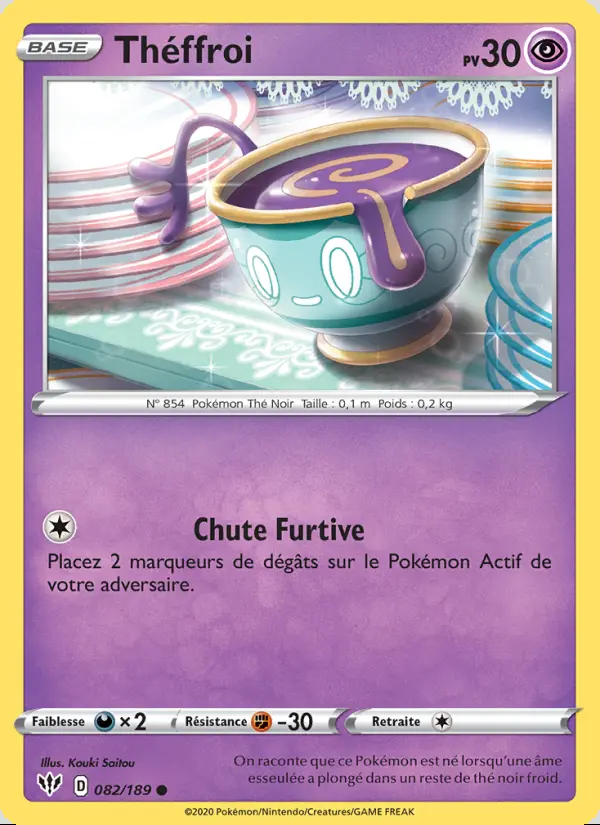 BASE Théffroi PV30
N° 854 Pokémon Thé Noir Taille : 0,1 m Poids : 0,2 kg
Chute Furtive
Placez 2 marqueurs de dégâts sur le Pokémon Actif de
votre adversaire.
Faiblesse ×2 Résistance -30 Retraite
Illus. Kouki Saitou
On raconte que ce Pokémon est né lorsqu'une âme
esseulée a plongé dans un reste de thé noir froid.
D 082/189
©2020 Pokémon/Nintendo/Creatures/GAME FREAK